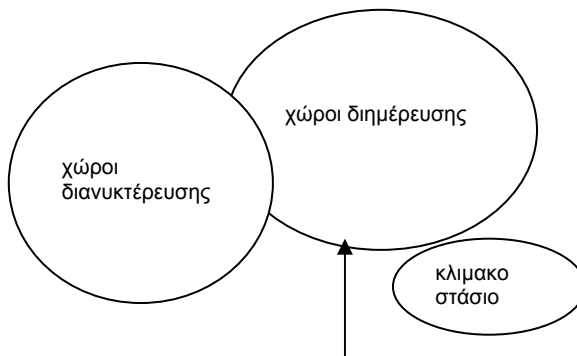 χώροι διημέρευσης
χώροι
διανυκτέρευσης
κλιμακο
στάσιο